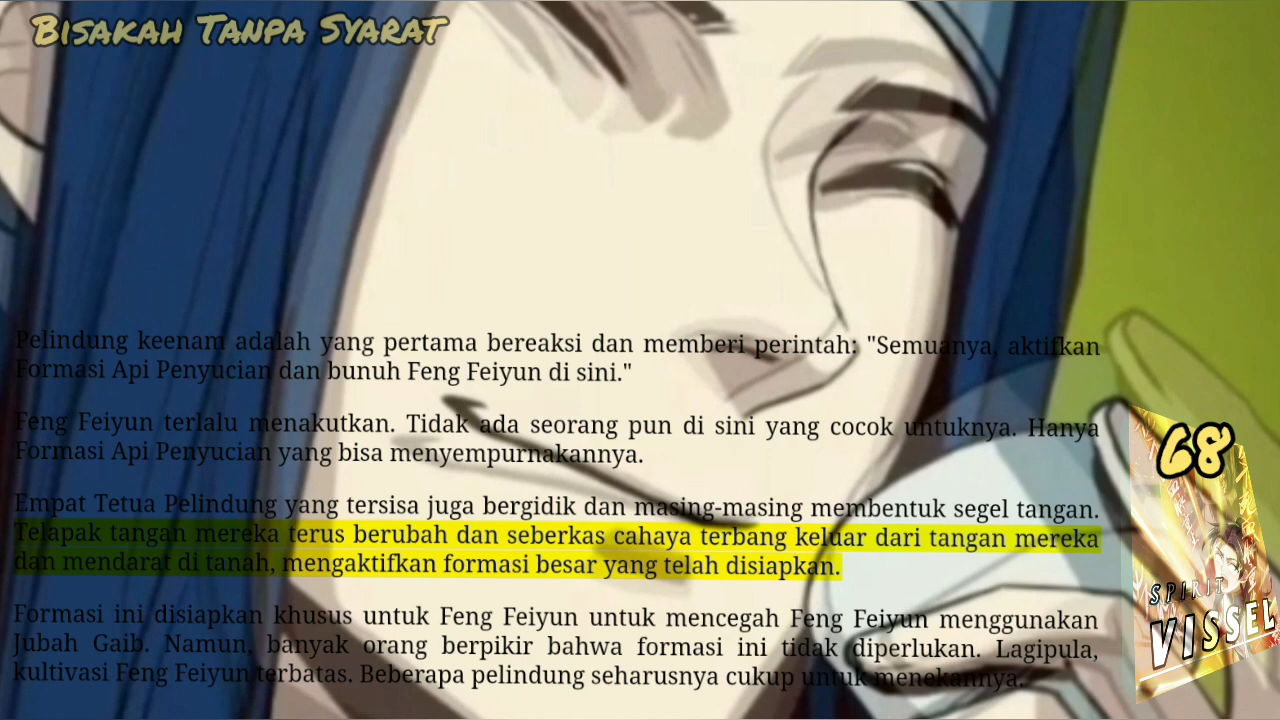 Bisakah Tanpa Syarat
Pelindung keenam adalah yang pertama bereaksi dan memberi perintah: "Semuanya, aktifkan
Formasi Api Penyucian dan bunuh Feng Feiyun di sini."
Feng Feiyun terlalu menakutkan. Tidak ada seorang pun di sini yang cocok untuknya. Hanya
Formasi Api Penyucian yang bisa menyempurnakannya.
Empat Tetua Pelindung yang tersisa juga bergidik dan masing-masing membentuk segel tangan.
Telapak tangan mereka terus berubah dan seberkas cahaya terbang keluar dari tangan mereka
dan mendarat di tanah, mengaktifkan formasi besar yang telah disiapkan.
Formasi ini disiapkan khusus untuk Feng Feiyun untuk mencegah Feng Feiyun menggunakan
Jubah Gaib. Namun, banyak orang berpikir bahwa formasi ini tidak diperlukan. Lagipula,
kultivasi Feng Feiyun terbatas. Beberapa pelindung seharusnya cukup untuk menekannya.
68
SPIRIT
VISSEL